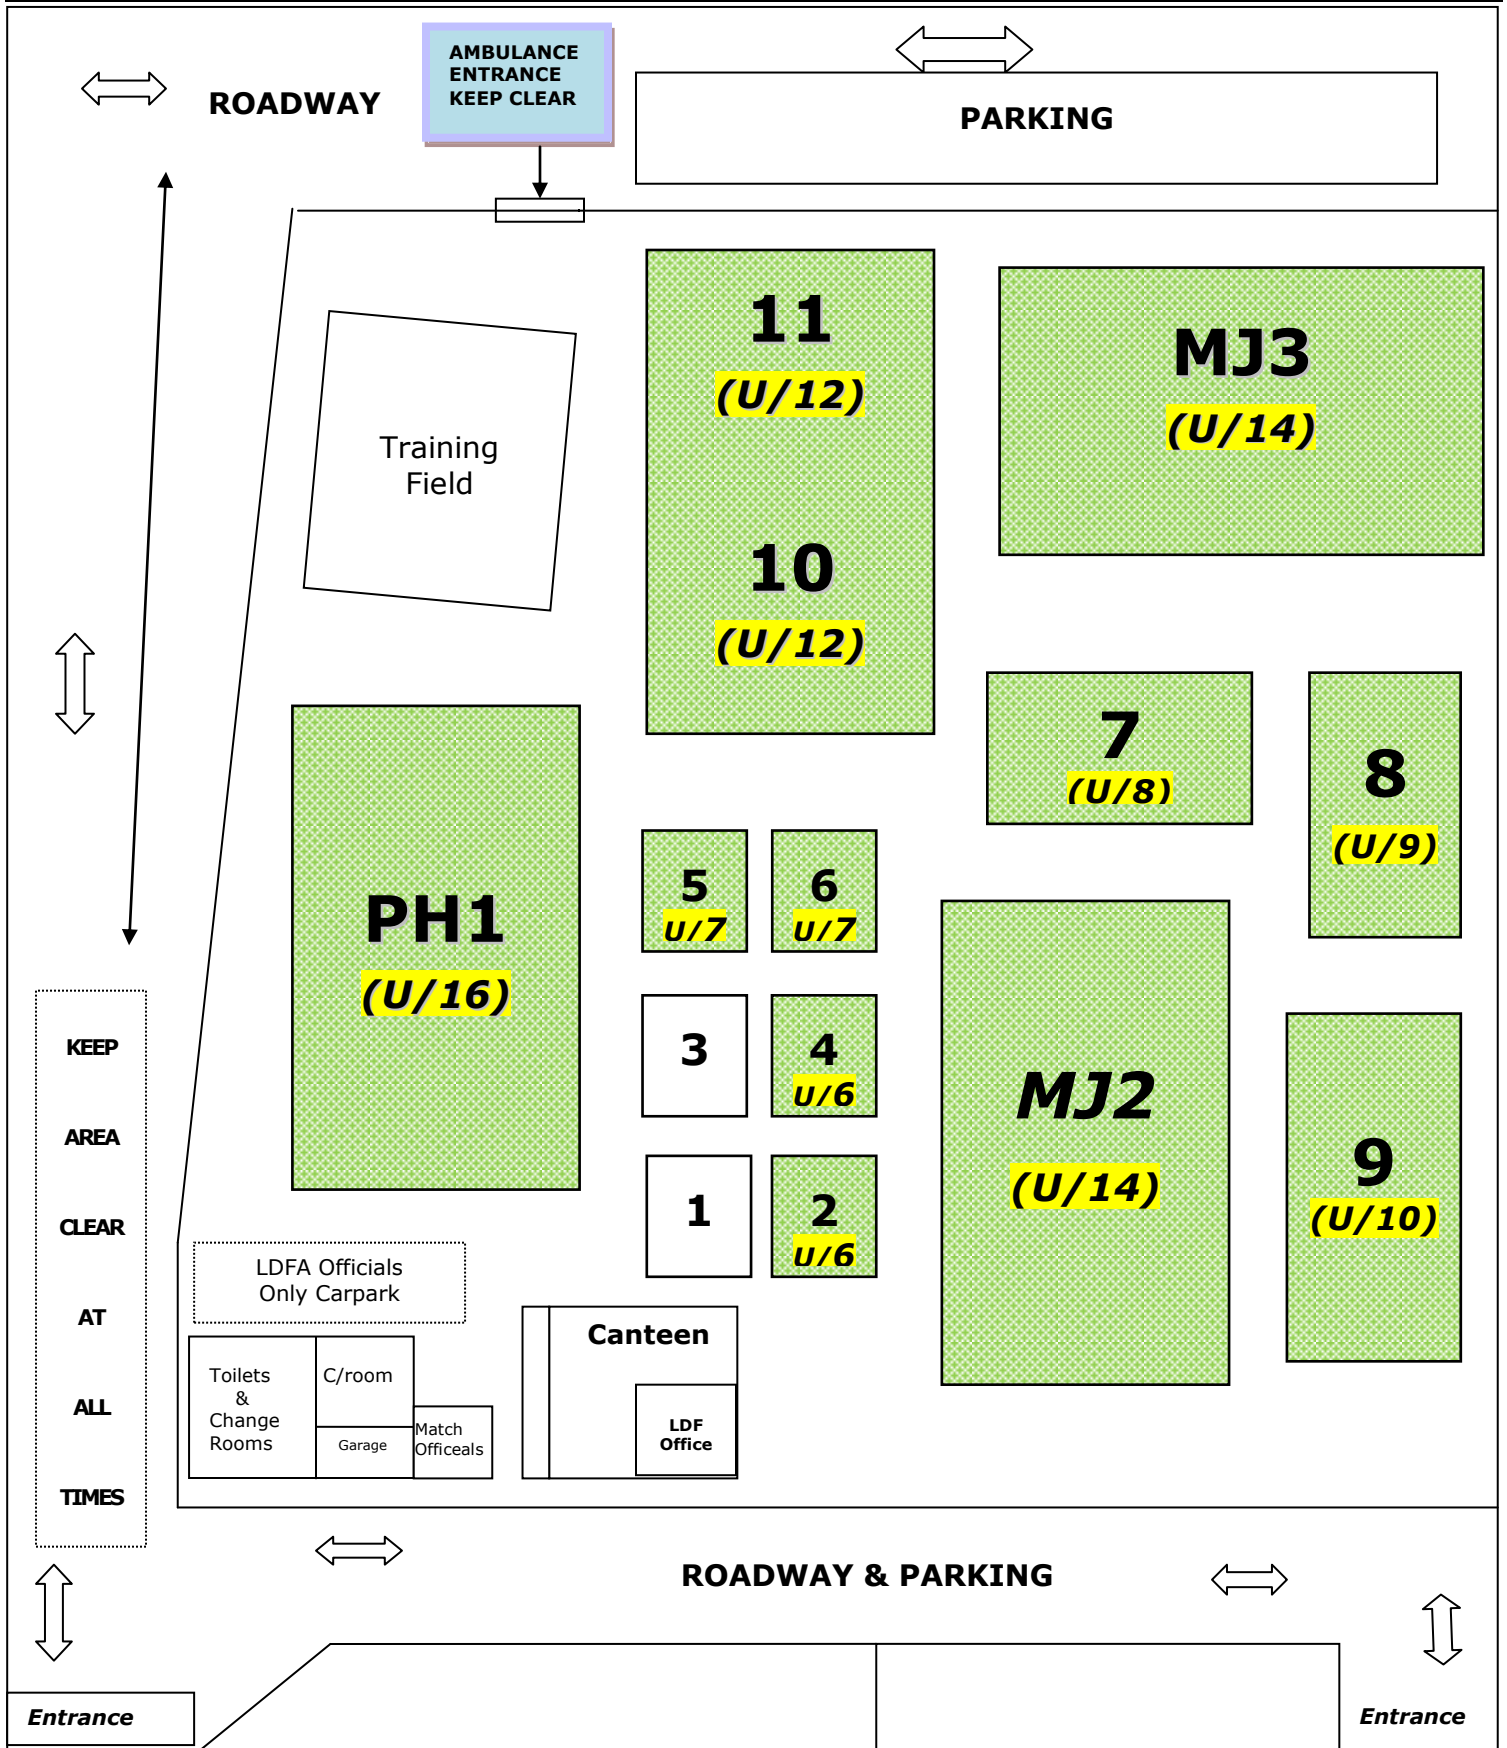 AMBULANCE
ENTRANCE
KEEP CLEAR
ROADWAY
PARKING
11
(U/12)
MJ3
(U/14)
Training
Field
10
(U/12)
7
(U/8)
8
(U/9)
PH1
(U/16)
5
U/7
6
U/7
3
4
U/6
MJ2
(U/14)
9
(U/10)
1
2
U/6
KEEP
AREA
CLEAR
AT
ALL
TIMES
LDFA Officials
Only Carpark
Toilets
&
Change
Rooms
C/room
Garage
Match
Officeals
Canteen
LDF
Office
ROADWAY & PARKING
Entrance
Entrance